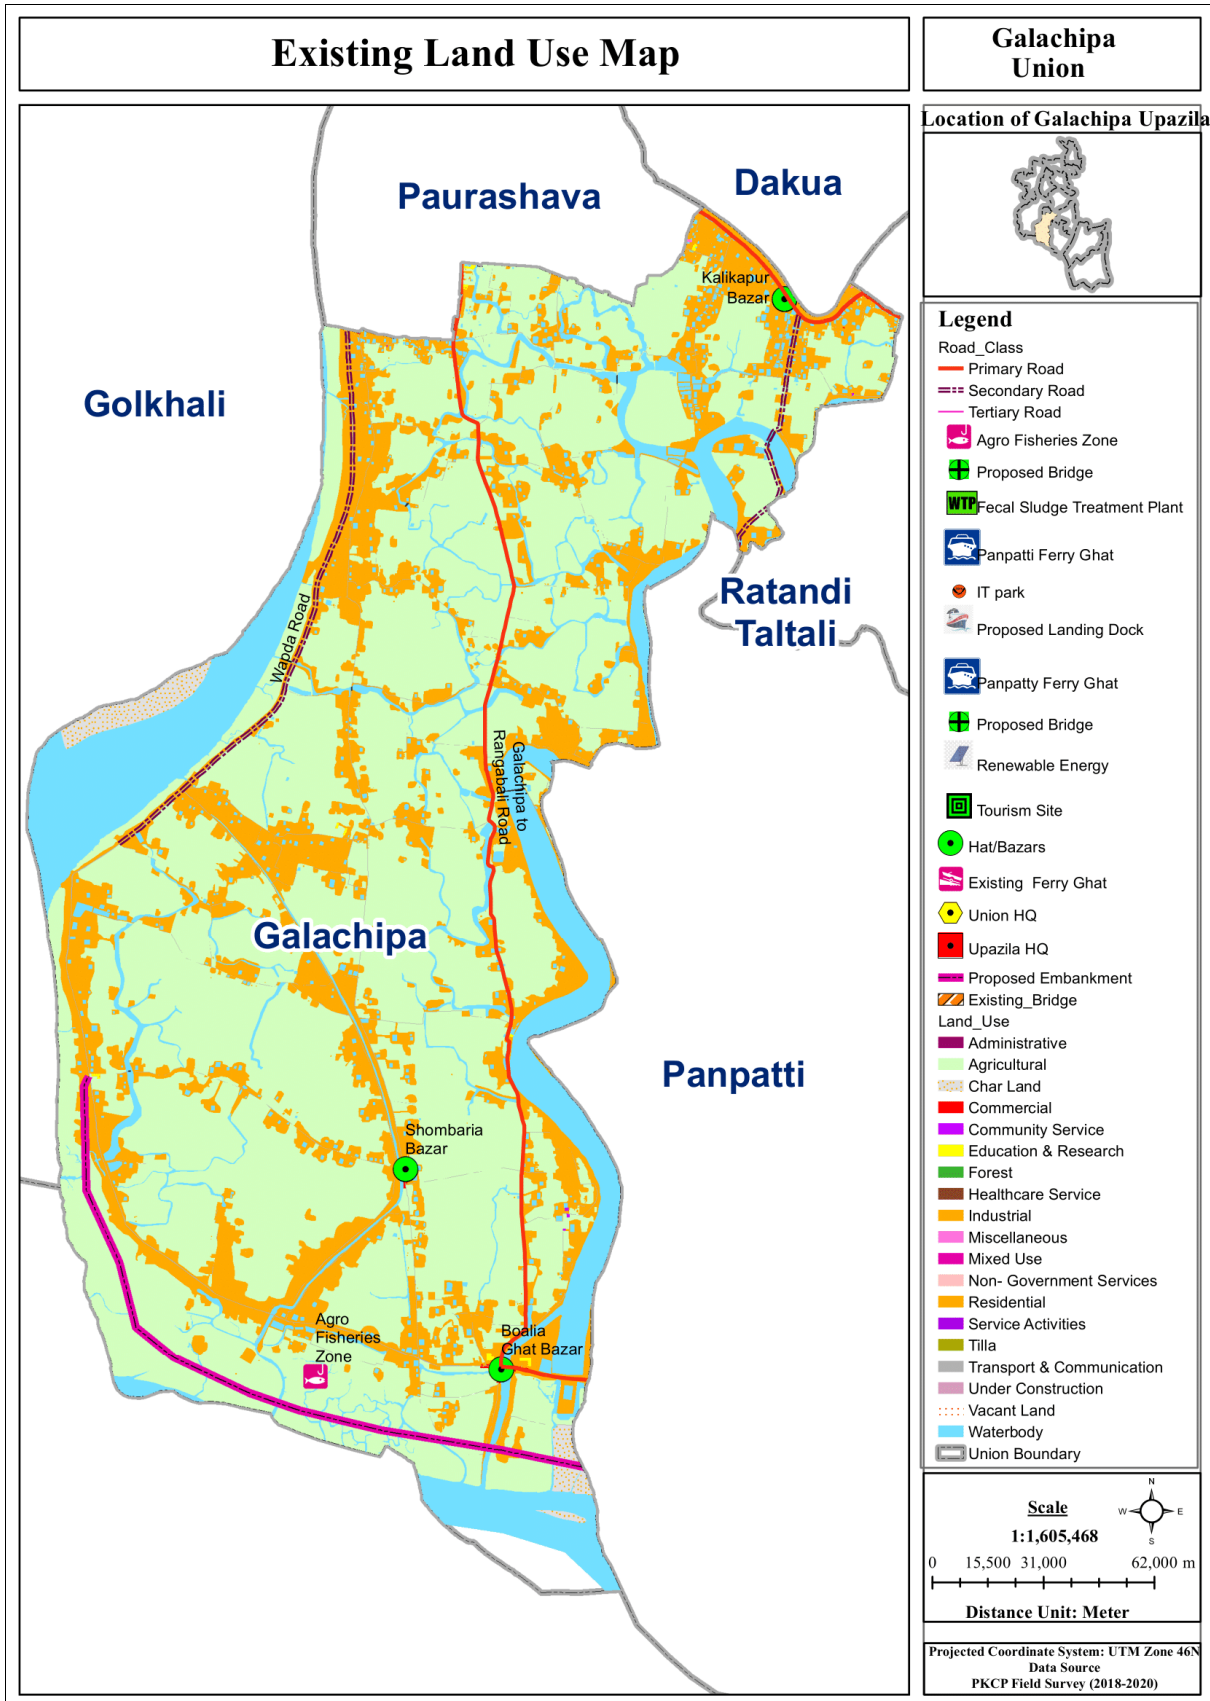 Existing Land Use Map
Galachipa
Union
Location of Galachipa Upazila
Paurashava
Dakua
Kalikapur
Bazar
Golkhali
Ratandi
Taltali
Wapda Road
Galachipa to
Rangabali Road
Galachipa
Panpatti
Shombaria
Bazar
Agro
Fisheries
Zone
Boalia
Ghat Bazar
Legend
Road_Class
Primary Road
Secondary Road
Tertiary Road
Agro Fisheries Zone
Proposed Bridge
WTP Fecal Sludge Treatment Plant
Panpatti Ferry Ghat
IT park
Proposed Landing Dock
Panpatty Ferry Ghat
Proposed Bridge
Renewable Energy
Tourism Site
Hat/Bazars
Existing Ferry Ghat
Union HQ
Upazila HQ
Proposed Embankment
Existing_Bridge
Land_Use
Administrative
Agricultural
Char Land
Commercial
Community Service
Education & Research
Forest
Healthcare Service
Industrial
Miscellaneous
Mixed Use
Non- Government Services
Residential
Service Activities
Tilla
Transport & Communication
Under Construction
Vacant Land
Waterbody
Union Boundary
N
W E
S
Scale
1:1,605,468
0 15,500 31,000 62,000 m
Distance Unit: Meter
Projected Coordinate System: UTM Zone 46N
Data Source
PKCP Field Survey (2018-2020)